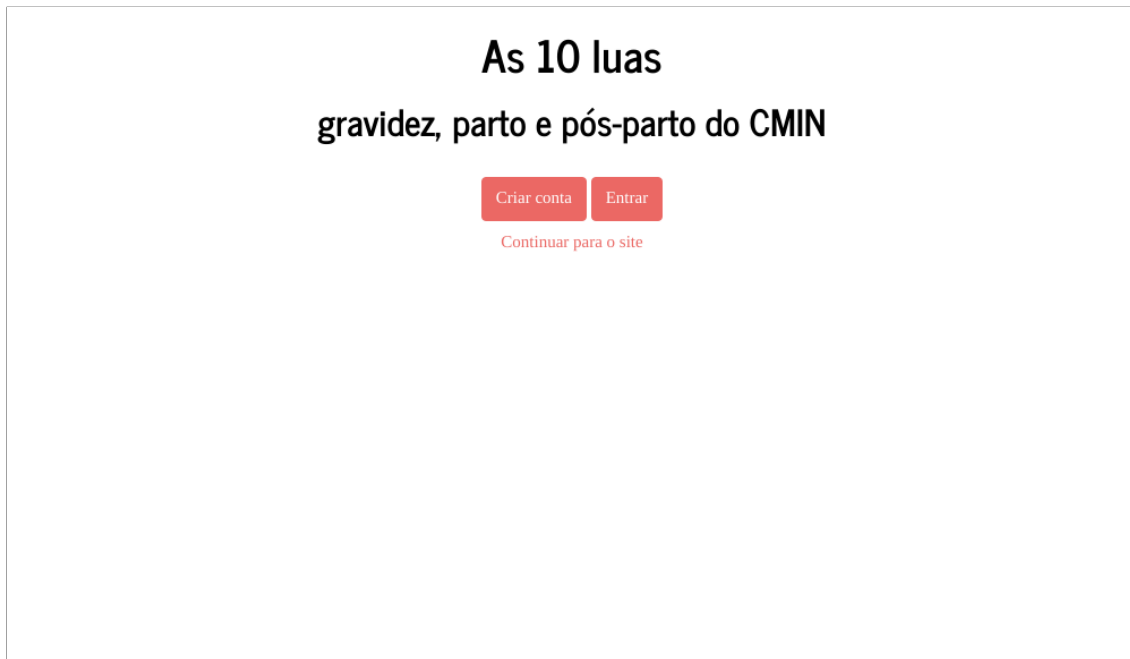 As 10 luas
gravidez, parto e pós-parto do CMIN
Criar conta Entrar
Continuar para o site